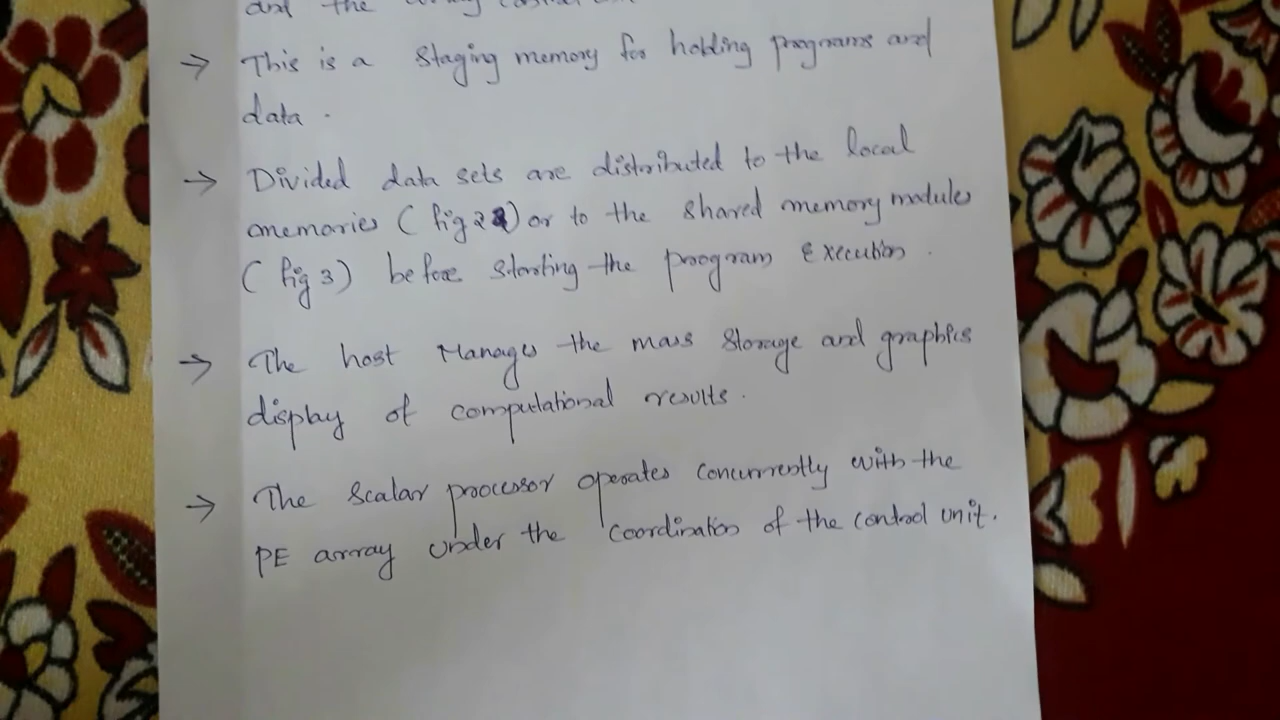 and the
→ This is a staging memory for holding programs and
data.
→ Divided data sets are distributed to the local
memories (fig 2) or to the shared memory modules
(fig 3) before starting the program execution.
→ The host Manages the mass storage and graphics
display of computational results.
→ The scalar processor operates concurrently with the
PE array under the coordination of the control unit.